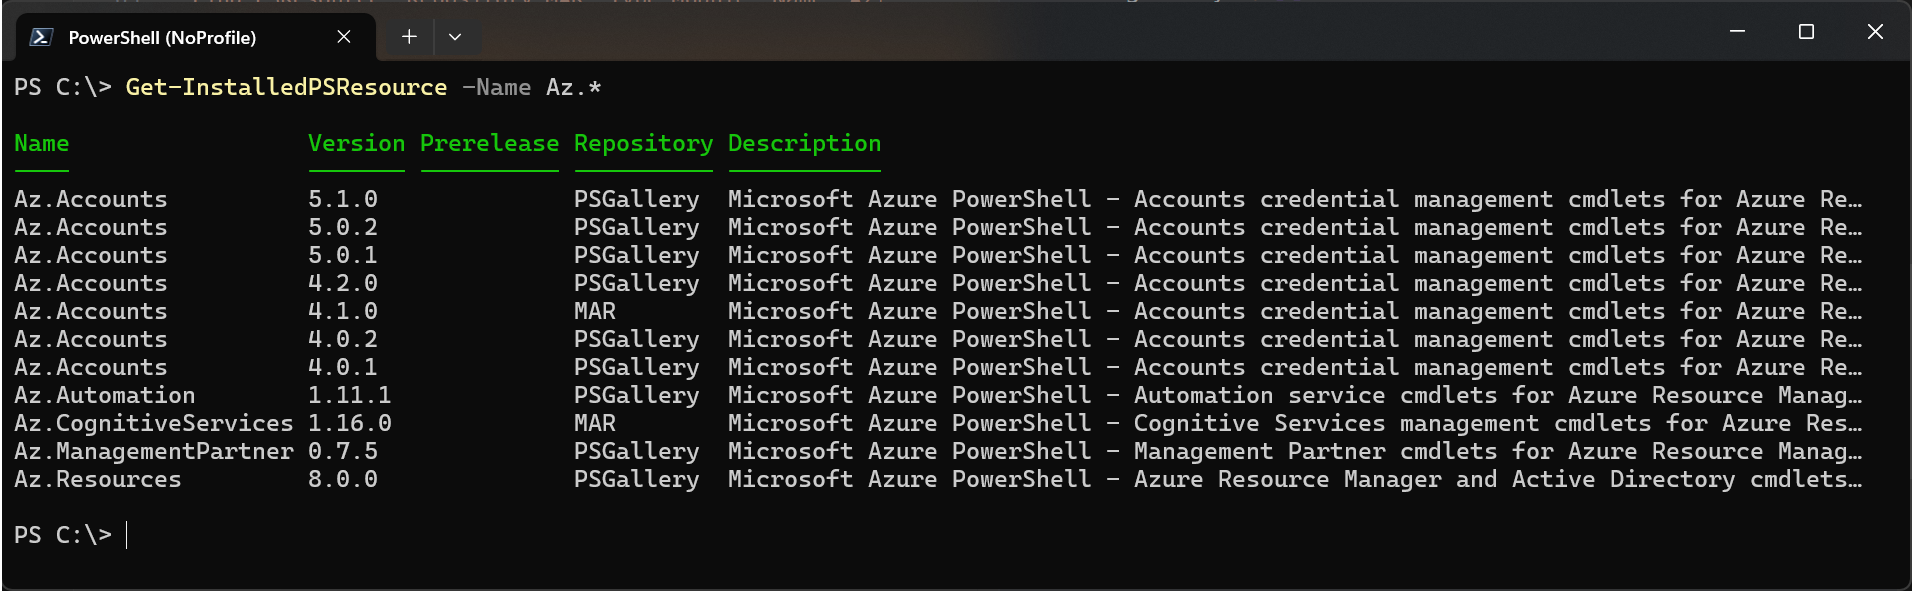 PowerShell (NoProfile)
PS C:\> Get-InstalledPSResource -Name Az.*
Name Version Prerelease Repository Description
Az.Accounts 5.1.0 PSGallery Microsoft Azure PowerShell - Accounts credential management cmdlets for Azure Re…
Az.Accounts 5.0.2 PSGallery Microsoft Azure PowerShell - Accounts credential management cmdlets for Azure Re…
Az.Accounts 5.0.1 PSGallery Microsoft Azure PowerShell - Accounts credential management cmdlets for Azure Re…
Az.Accounts 4.2.0 PSGallery Microsoft Azure PowerShell - Accounts credential management cmdlets for Azure Re…
Az.Accounts 4.1.0 MAR Microsoft Azure PowerShell - Accounts credential management cmdlets for Azure Re…
Az.Accounts 4.0.2 PSGallery Microsoft Azure PowerShell - Accounts credential management cmdlets for Azure Re…
Az.Accounts 4.0.1 PSGallery Microsoft Azure PowerShell - Accounts credential management cmdlets for Azure Re…
Az.Automation 1.11.1 PSGallery Microsoft Azure PowerShell - Automation service cmdlets for Azure Resource Manag…
Az.CognitiveServices 1.16.0 MAR Microsoft Azure PowerShell - Cognitive Services management cmdlets for Azure Res…
Az.ManagementPartner 0.7.5 PSGallery Microsoft Azure PowerShell - Management Partner cmdlets for Azure Resource Manag…
Az.Resources 8.0.0 PSGallery Microsoft Azure PowerShell - Azure Resource Manager and Active Directory cmdlets…
PS C:\>